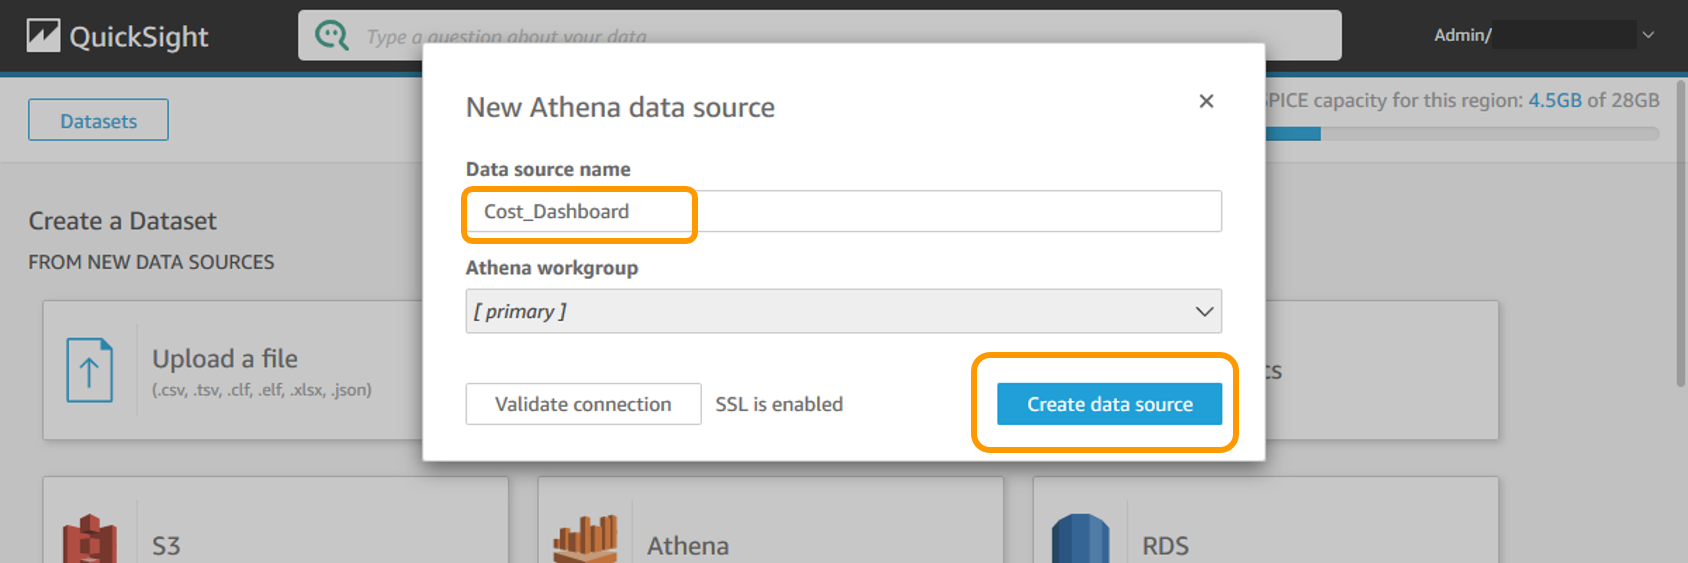 QuickSight
Type a question about your data
Admin/
Datasets
SPICE capacity for this region: 4.5GB of 28GB
New Athena data source
Data source name
Cost_Dashboard
Athena workgroup
[ primary ]
Validate connection
SSL is enabled
Create data source
Create a Dataset
FROM NEW DATA SOURCES
Upload a file
(.csv, .tsv, .clf, .elf, .xlsx, .json)
cs
S3
Athena
RDS